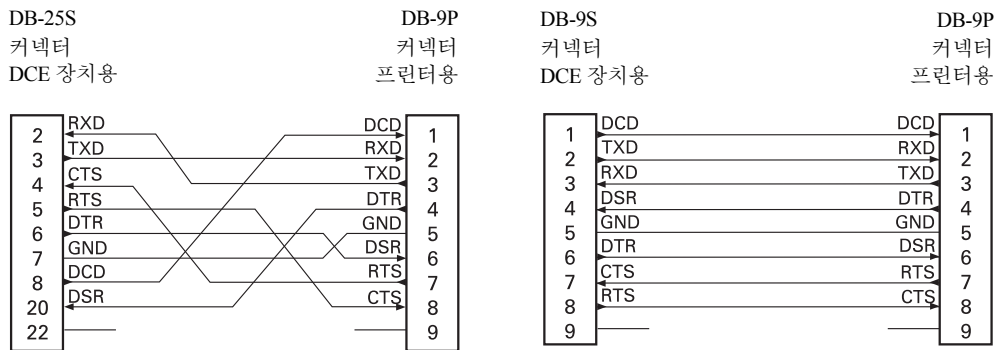 DB-25S
커넥터
DCE 장치용
DB-9P
커넥터
프린터용
2 RXD DCD 1
3 TXD RXD 2
4 CTS TXD 3
5 RTS DTR 4
6 DTR GND 5
7 GND DSR 6
8 DCD RTS 7
20 DSR CTS 8
22 9
DB-9S
커넥터
DCE 장치용
DB-9P
커넥터
프린터용
1 DCD DCD 1
2 TXD RXD 2
3 RXD TXD 3
4 DSR DTR 4
5 GND GND 5
6 DTR DSR 6
7 CTS RTS 7
8 RTS CTS 8
9 9